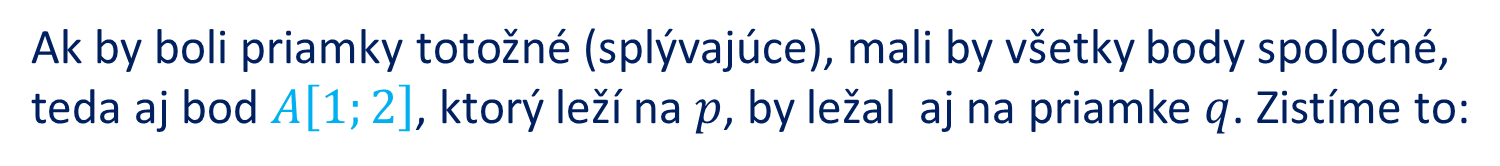 Ak by boli priamky totožné (splývajúce), mali by všetky body spoločné,
teda aj bod A[1; 2], ktorý leží na p, by ležal aj na priamke q. Zistíme to: